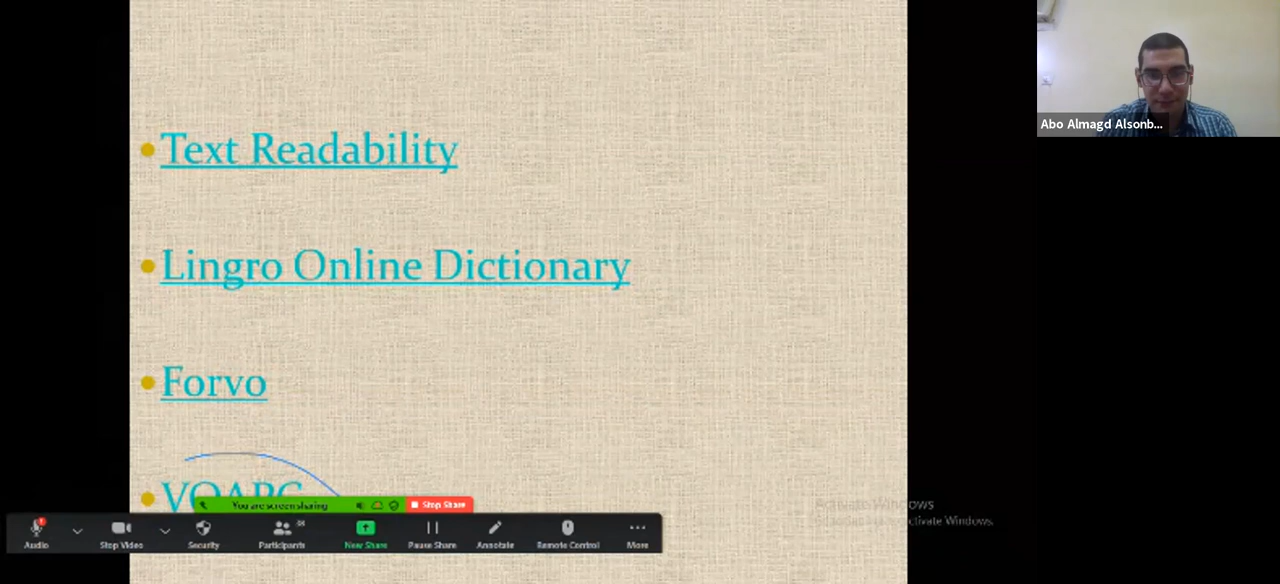 Text Readability
Abo Almagd Alsonb...
Lingro Online Dictionary
Forvo
You are screen sharing
Stop Share
Audio
Stop Video
Security
Participants
New Share
Pause Share
Annotate
Remote Control
More